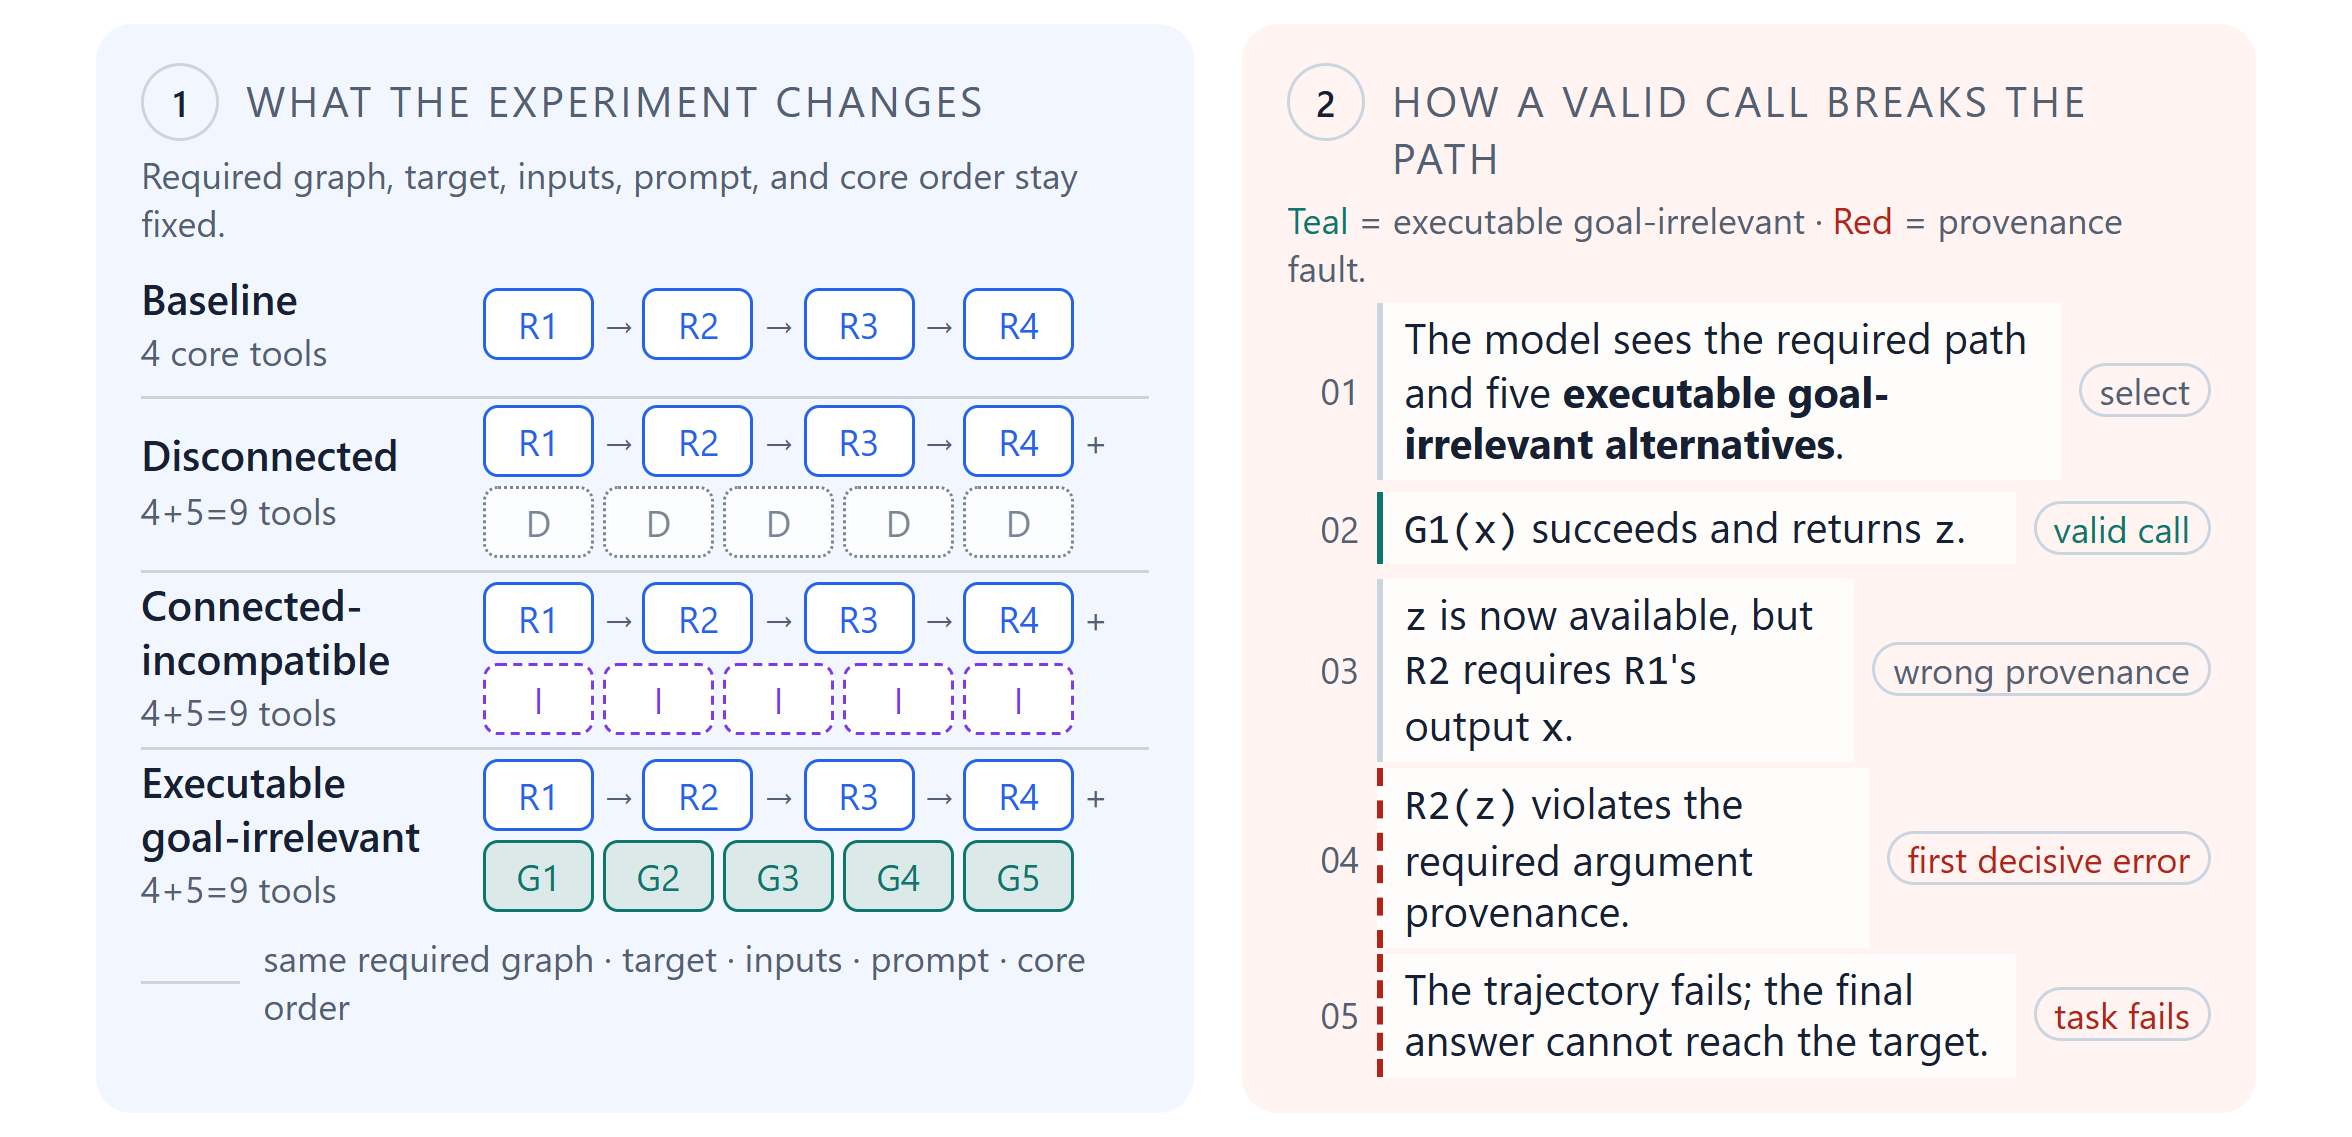 1 WHAT THE EXPERIMENT CHANGES
Required graph, target, inputs, prompt, and core order stay
fixed.
Baseline
4 core tools
R1 → R2 → R3 → R4
Disconnected
4+5=9 tools
R1 → R2 → R3 → R4 +
D D D D D
Connected-
incompatible
4+5=9 tools
R1 → R2 → R3 → R4 +
I I I I I
Executable
goal-irrelevant
4+5=9 tools
R1 → R2 → R3 → R4 +
G1 G2 G3 G4 G5
same required graph · target · inputs · prompt · core
order
2 HOW A VALID CALL BREAKS THE
PATH
Teal = executable goal-irrelevant · Red = provenance
fault.
01
The model sees the required path
and five executable goal-
irrelevant alternatives.
select
02
G1(x) succeeds and returns z.
valid call
03
z is now available, but
R2 requires R1's
output x.
wrong provenance
04
R2(z) violates the
required argument
provenance.
first decisive error
05
The trajectory fails; the final
answer cannot reach the target.
task fails